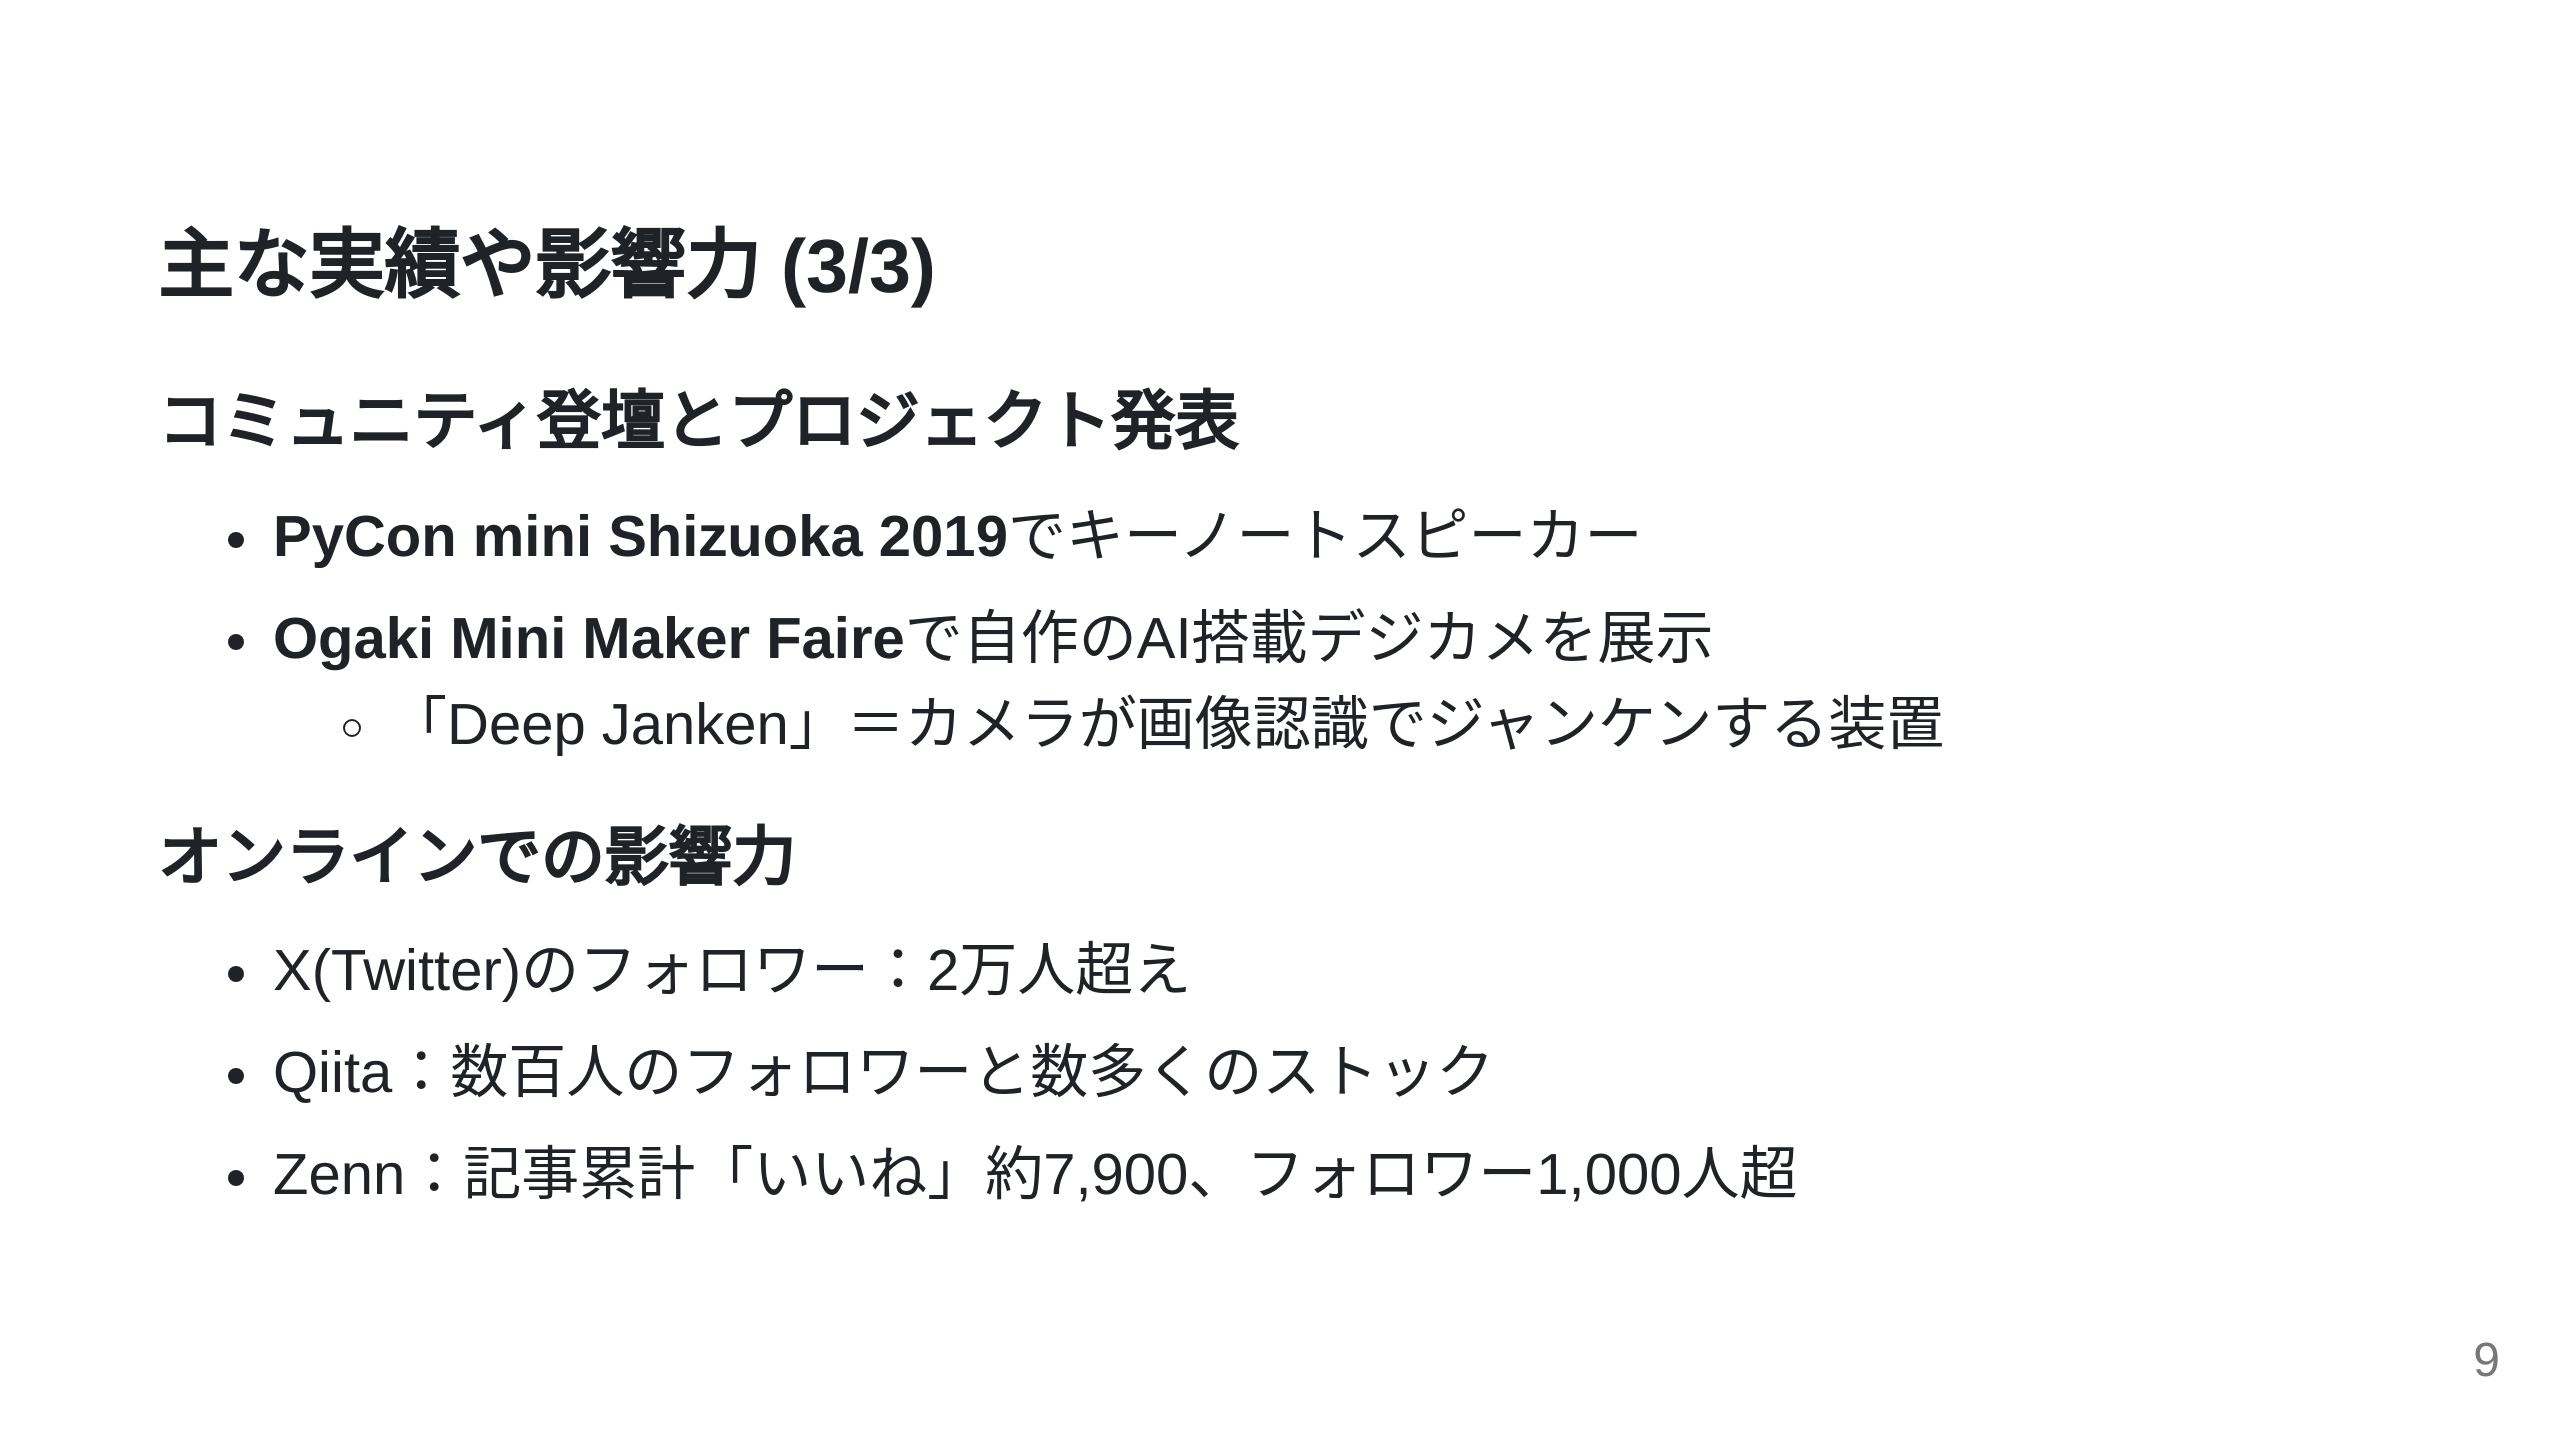 主な実績や影響力 (3/3)
コミュニティ登壇とプロジェクト発表
• PyCon mini Shizuoka 2019でキーノートスピーカー
• Ogaki Mini Maker Faireで自作のAI搭載デジカメを展示
◦ 「Deep Janken」＝カメラが画像認識でジャンケンする装置
オンラインでの影響力
• X(Twitter)のフォロワー：2万人超え
• Qiita：数百人のフォロワーと数多くのストック
• Zenn：記事累計「いいね」約7,900、フォロワー1,000人超
9